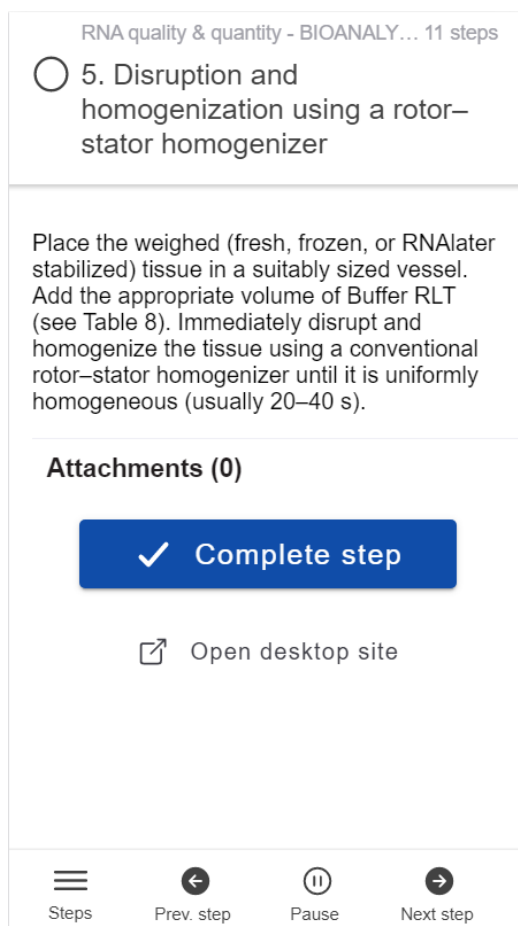 RNA quality & quantity - BIOANALY... 11 steps
5. Disruption and
homogenization using a rotor–
stator homogenizer
Place the weighed (fresh, frozen, or RNAlater
stabilized) tissue in a suitably sized vessel.
Add the appropriate volume of Buffer RLT
(see Table 8). Immediately disrupt and
homogenize the tissue using a conventional
rotor–stator homogenizer until it is uniformly
homogeneous (usually 20–40 s).
Attachments (0)
Complete step
Open desktop site
Steps Prev. step Pause Next step